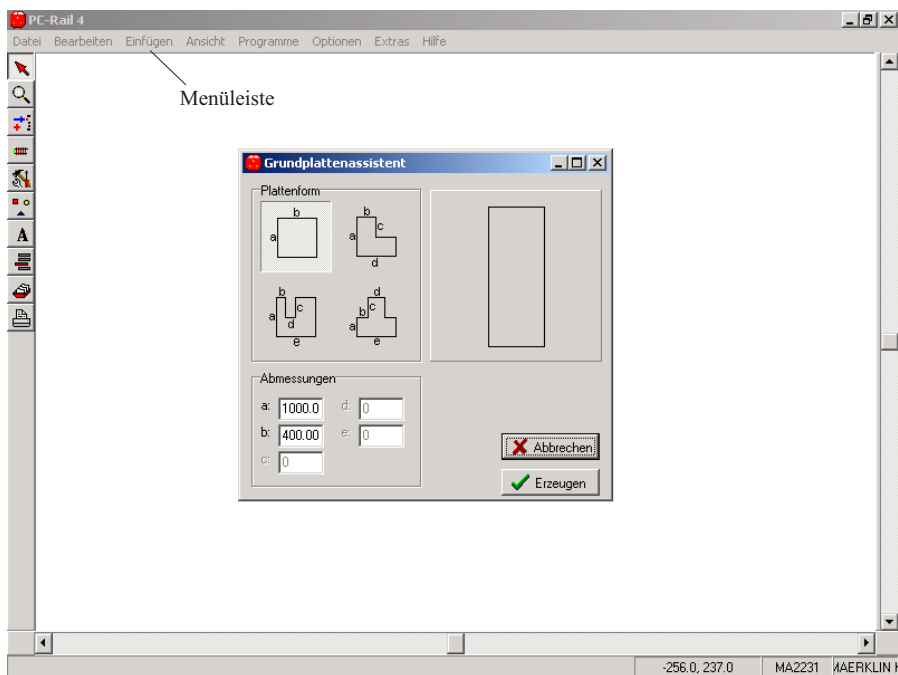 PC-Rail 4
Datei Bearbeiten Einfügen Ansicht Programme Optionen Extras Hilfe
Menüleiste
A
Grundplattenassistent
Plattenform
b
a
b
c
a
d
b
a
c
d
e
d
b
c
a
e
Abmessungen
a: 1000.0 d: 0
b: 400.00 e: 0
c: 0
Abbrechen
Erzeugen
-256.0, 237.0 MA2231 MAERKLIN K